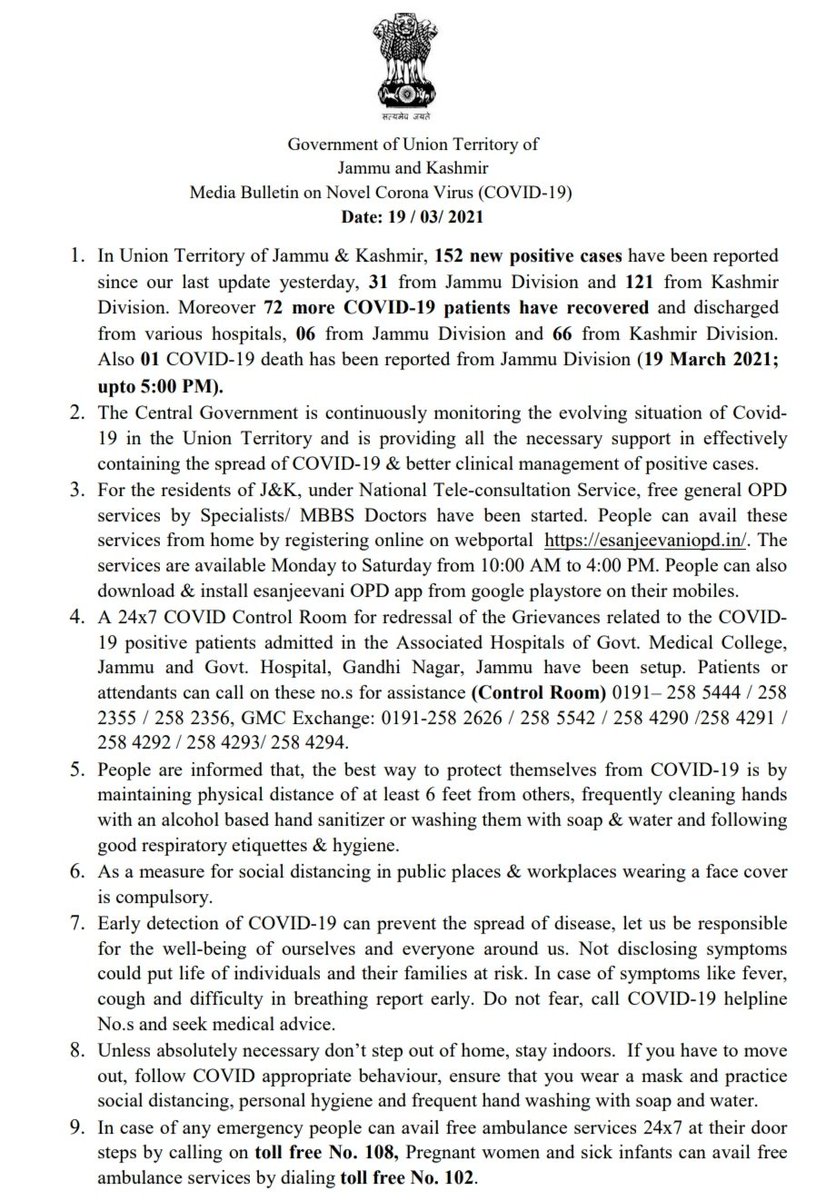 सत्यमेव जयते
Government of Union Territory of
Jammu and Kashmir
Media Bulletin on Novel Corona Virus (COVID-19)
Date: 19 / 03/ 2021
1. In Union Territory of Jammu & Kashmir, 152 new positive cases have been reported
since our last update yesterday, 31 from Jammu Division and 121 from Kashmir
Division. Moreover 72 more COVID-19 patients have recovered and discharged
from various hospitals, 06 from Jammu Division and 66 from Kashmir Division.
Also 01 COVID-19 death has been reported from Jammu Division (19 March 2021;
upto 5:00 PM).
2. The Central Government is continuously monitoring the evolving situation of Covid-
19 in the Union Territory and is providing all the necessary support in effectively
containing the spread of COVID-19 & better clinical management of positive cases.
3. For the residents of J&K, under National Tele-consultation Service, free general OPD
services by Specialists/ MBBS Doctors have been started. People can avail these
services from home by registering online on webportal https://esanjeevaniopd.in/. The
services are available Monday to Saturday from 10:00 AM to 4:00 PM. People can also
download & install esanjeevani OPD app from google playstore on their mobiles.
4. A 24x7 COVID Control Room for redressal of the Grievances related to the COVID-
19 positive patients admitted in the Associated Hospitals of Govt. Medical College,
Jammu and Govt. Hospital, Gandhi Nagar, Jammu have been setup. Patients or
attendants can call on these no.s for assistance (Control Room) 0191– 258 5444 / 258
2355 / 258 2356, GMC Exchange: 0191-258 2626 / 258 5542 / 258 4290 /258 4291 /
258 4292 / 258 4293/ 258 4294.
5. People are informed that, the best way to protect themselves from COVID-19 is by
maintaining physical distance of at least 6 feet from others, frequently cleaning hands
with an alcohol based hand sanitizer or washing them with soap & water and following
good respiratory etiquettes & hygiene.
6. As a measure for social distancing in public places & workplaces wearing a face cover
is compulsory.
7. Early detection of COVID-19 can prevent the spread of disease, let us be responsible
for the well-being of ourselves and everyone around us. Not disclosing symptoms
could put life of individuals and their families at risk. In case of symptoms like fever,
cough and difficulty in breathing report early. Do not fear, call COVID-19 helpline
No.s and seek medical advice.
8. Unless absolutely necessary don’t step out of home, stay indoors. If you have to move
out, follow COVID appropriate behaviour, ensure that you wear a mask and practice
social distancing, personal hygiene and frequent hand washing with soap and water.
9. In case of any emergency people can avail free ambulance services 24x7 at their door
steps by calling on toll free No. 108, Pregnant women and sick infants can avail free
ambulance services by dialing toll free No. 102.